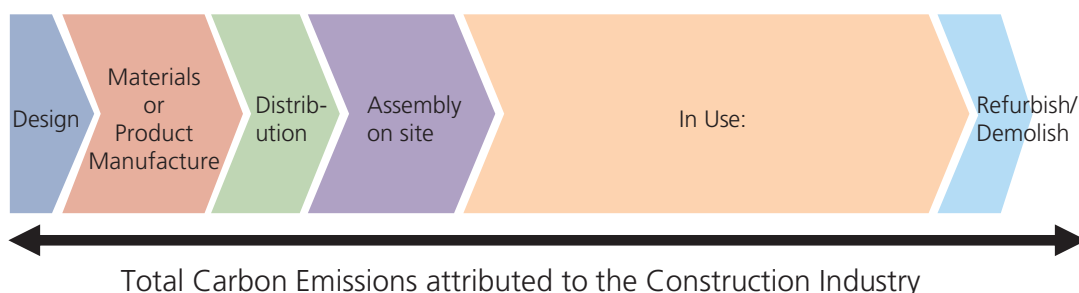 Design
Materials
or
Product
Manufacture
Distrib-
ution
Assembly
on site
In Use:
Refurbish/
Demolish
Total Carbon Emissions attributed to the Construction Industry